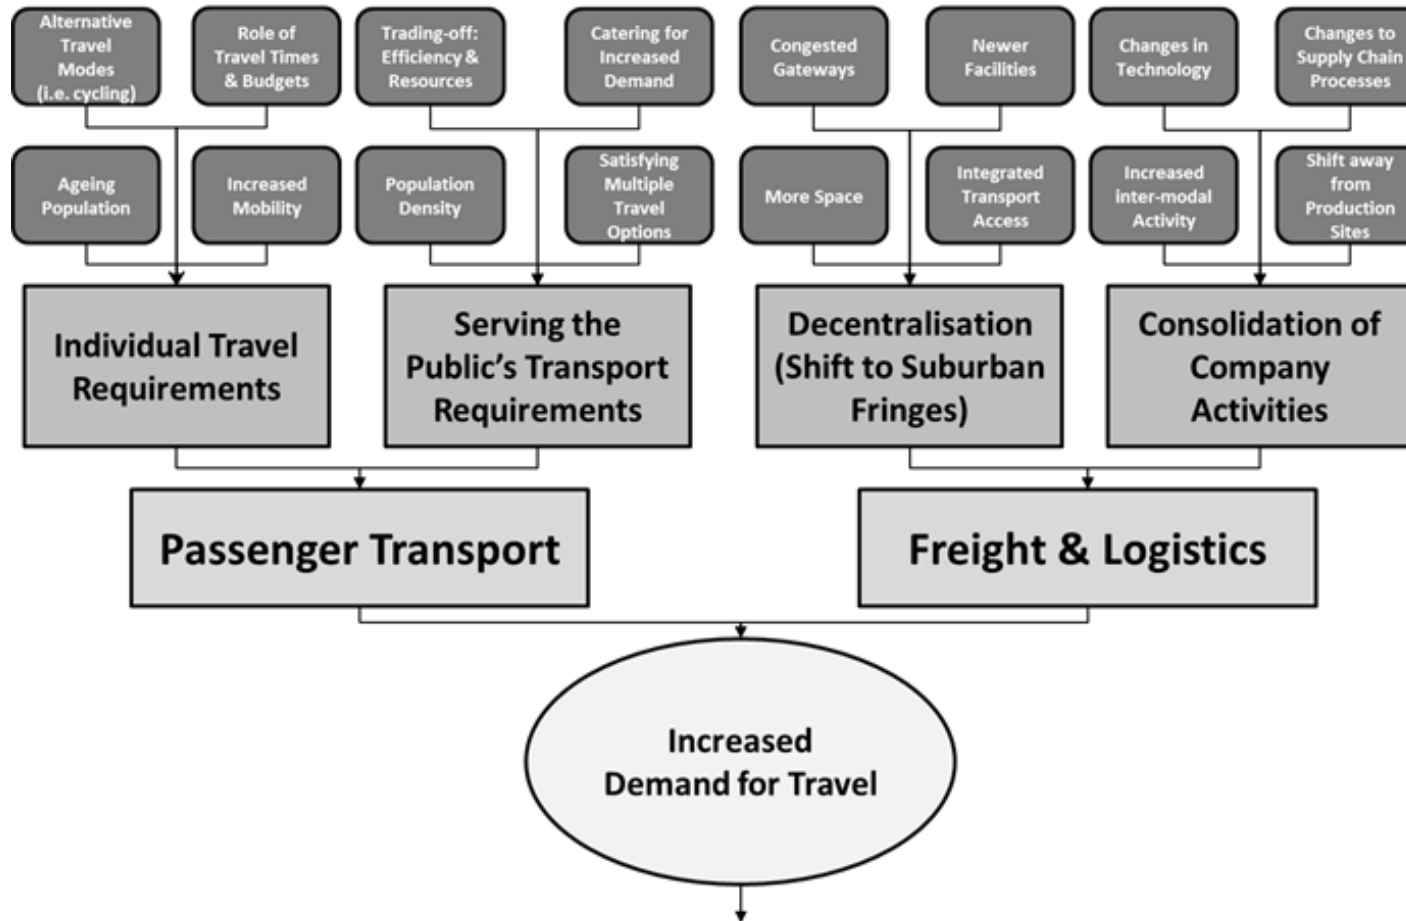 Alternative
Travel
Modes
(i.e. cycling)
Role of
Travel Times
& Budgets
Trading-off:
Efficiency &
Resources
Catering for
Increased
Demand
Congested
Gateways
Newer
Facilities
Changes in
Technology
Changes to
Supply Chain
Processes
Ageing
Population
Increased
Mobility
Population
Density
Satisfying
Multiple
Travel
Options
More Space
Integrated
Transport
Access
Increased
inter-modal
Activity
Shift away
from
Production
Sites
Individual Travel
Requirements
Serving the
Public's Transport
Requirements
Decentralisation
(Shift to Suburban
Fringes)
Consolidation of
Company
Activities
Passenger Transport
Freight & Logistics
Increased
Demand for Travel